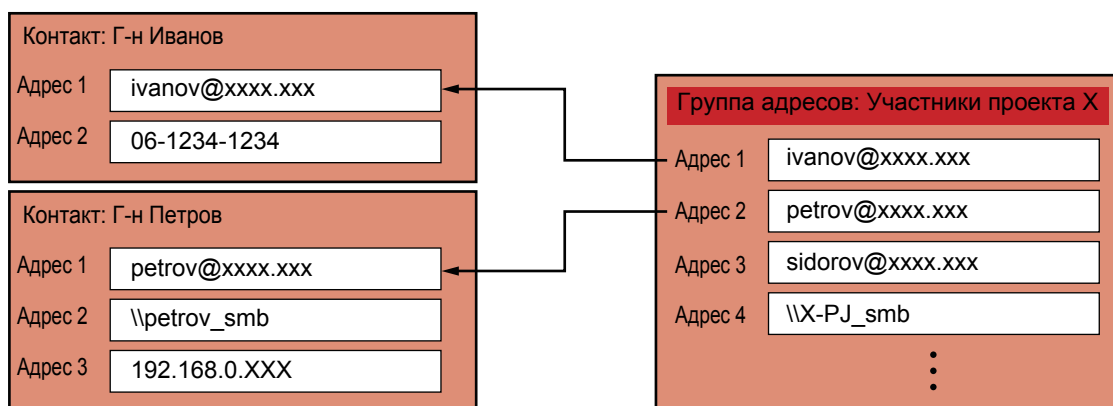 Контакт: Г-н Иванов
Адрес 1 ivanov@xxxx.xxx
Адрес 2 06-1234-1234
Контакт: Г-н Петров
Адрес 1 petrov@xxxx.xxx
Адрес 2 \\petrov_smb
Адрес 3 192.168.0.XXX
Группа адресов: Участники проекта X
Адрес 1 ivanov@xxxx.xxx
Адрес 2 petrov@xxxx.xxx
Адрес 3 sidorov@xxxx.xxx
Адрес 4 \\X-PJ_smb